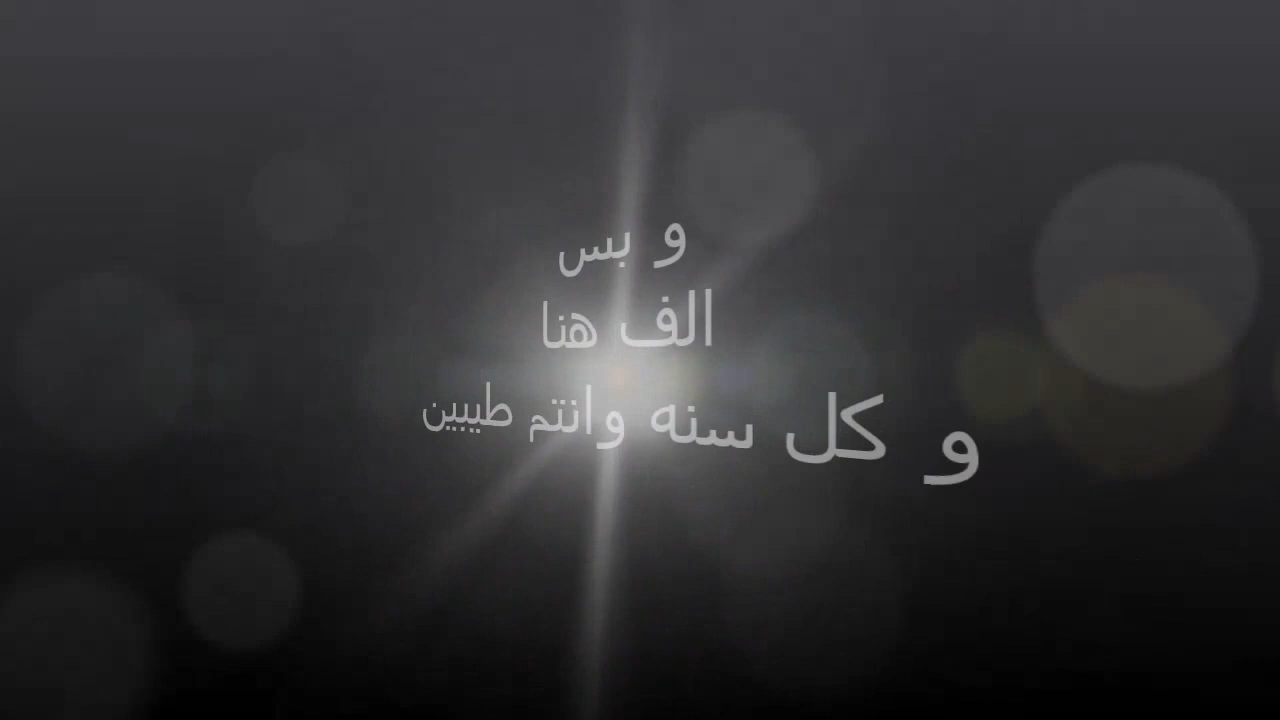 و بس
الف هنا
و كل سنه وانتم طيبين